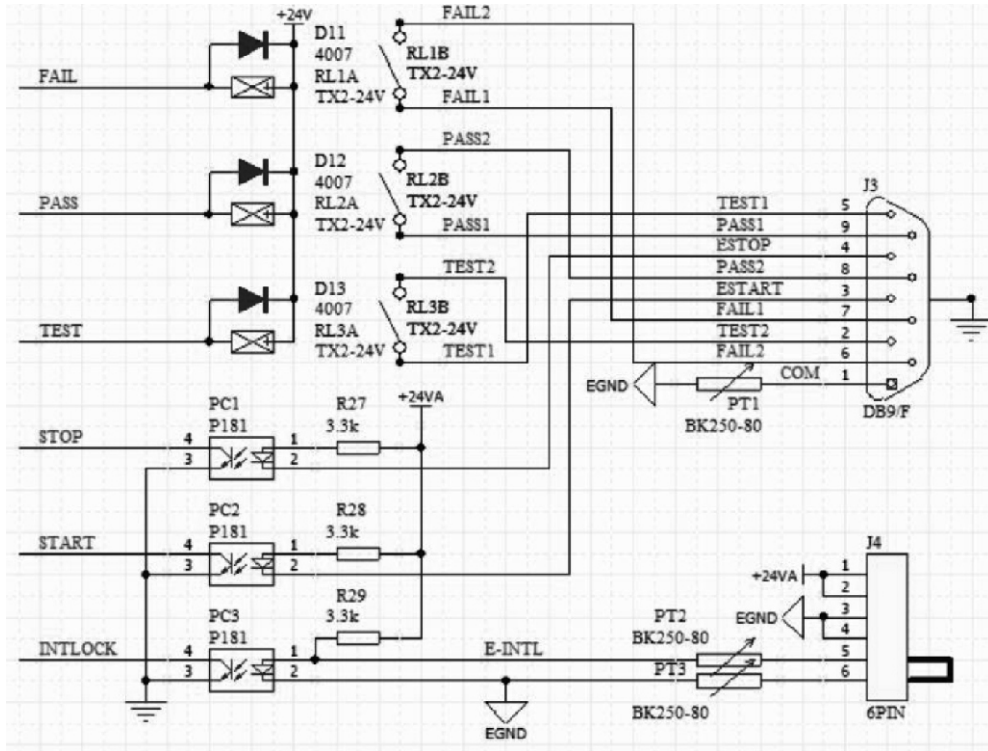 +24V
D11
4007
RL1A
TX2-24V
FAIL
FAIL2
RL1B
TX2-24V
FAIL1
D12
4007
RL2A
TX2-24V
PASS
PASS2
RL2B
TX2-24V
PASS1
D13
4007
RL3A
TX2-24V
TEST
TEST2
RL3B
TX2-24V
TEST1
J3
TEST1 5
PASS1 9
ESTOP 4
PASS2 8
ESTART 3
FAIL1 7
TEST2 2
FAIL2 6
COM 1
EGND
PT1
BK250-80
DB9/F
+24VA
PC1
P181
R27
3.3k
STOP 4 1
3 2
PC2
P181
R28
3.3k
START 4 1
3 2
PC3
P181
R29
3.3k
INTLOCK 4 1
3 2
E-INTL
EGND
J4
+24VA 1
2
EGND 3
4
5
6
PT2
BK250-80
PT3
BK250-80
6PIN